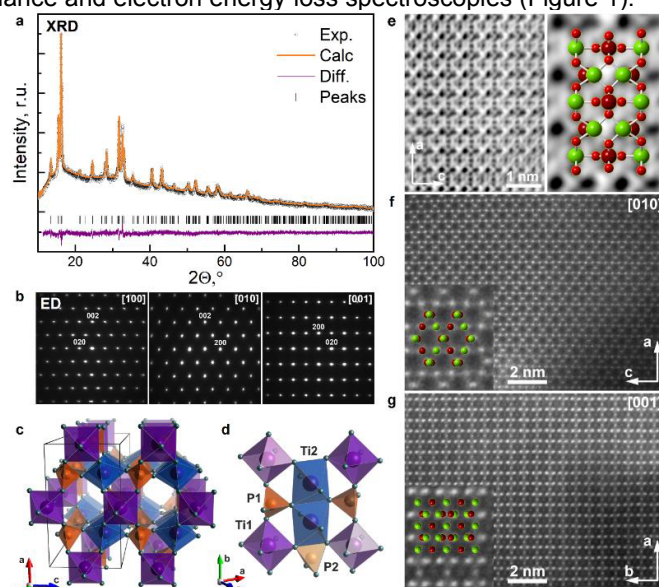 nance and electron energy loss spectroscopies (Figure 1).
a
XRD
Exp.
Calc
Diff.
Peaks
Intensity, r.u.
20
40
60
80
100
2Θ,°
b
ED
[100]
002
020
[010]
002
200
[001]
200
020
c
a
c
d
Ti2
P1
Ti1
P2
b
a
e
a
c
1 nm
f
[010]
2 nm
a
c
g
[001]
2 nm
a
b